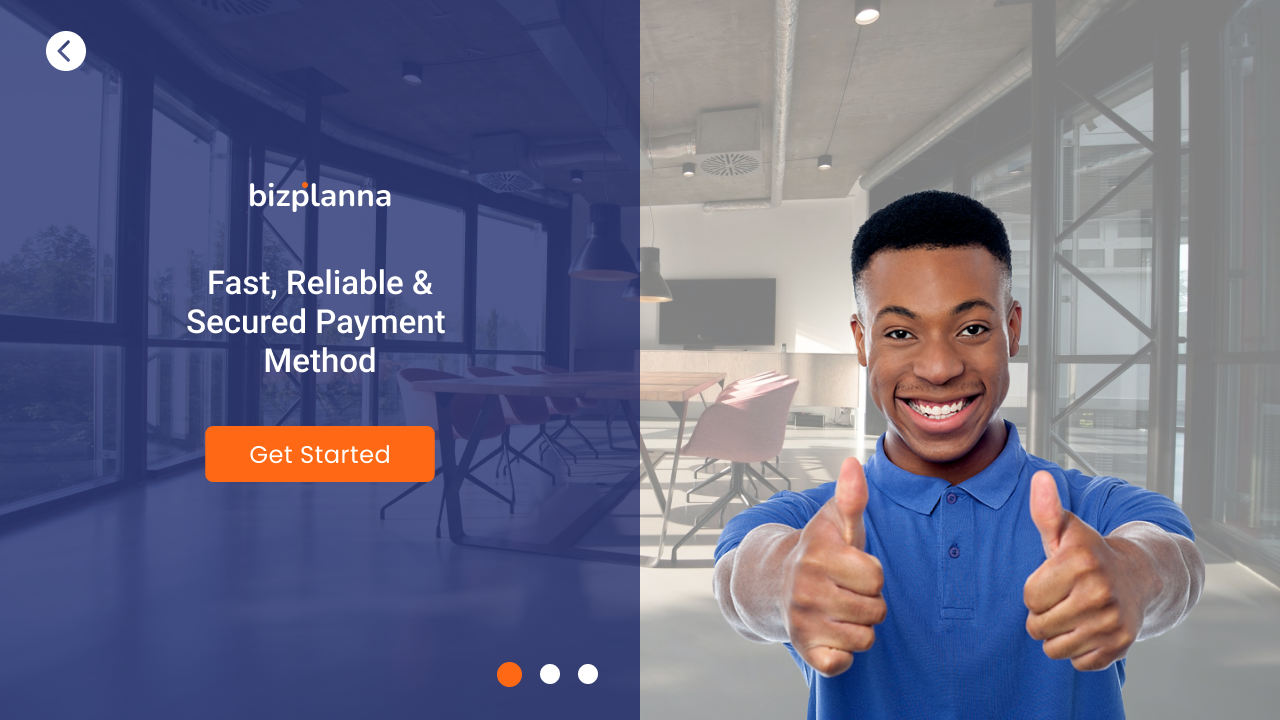 bizplanna
Fast, Reliable &
Secured Payment
Method
Get Started